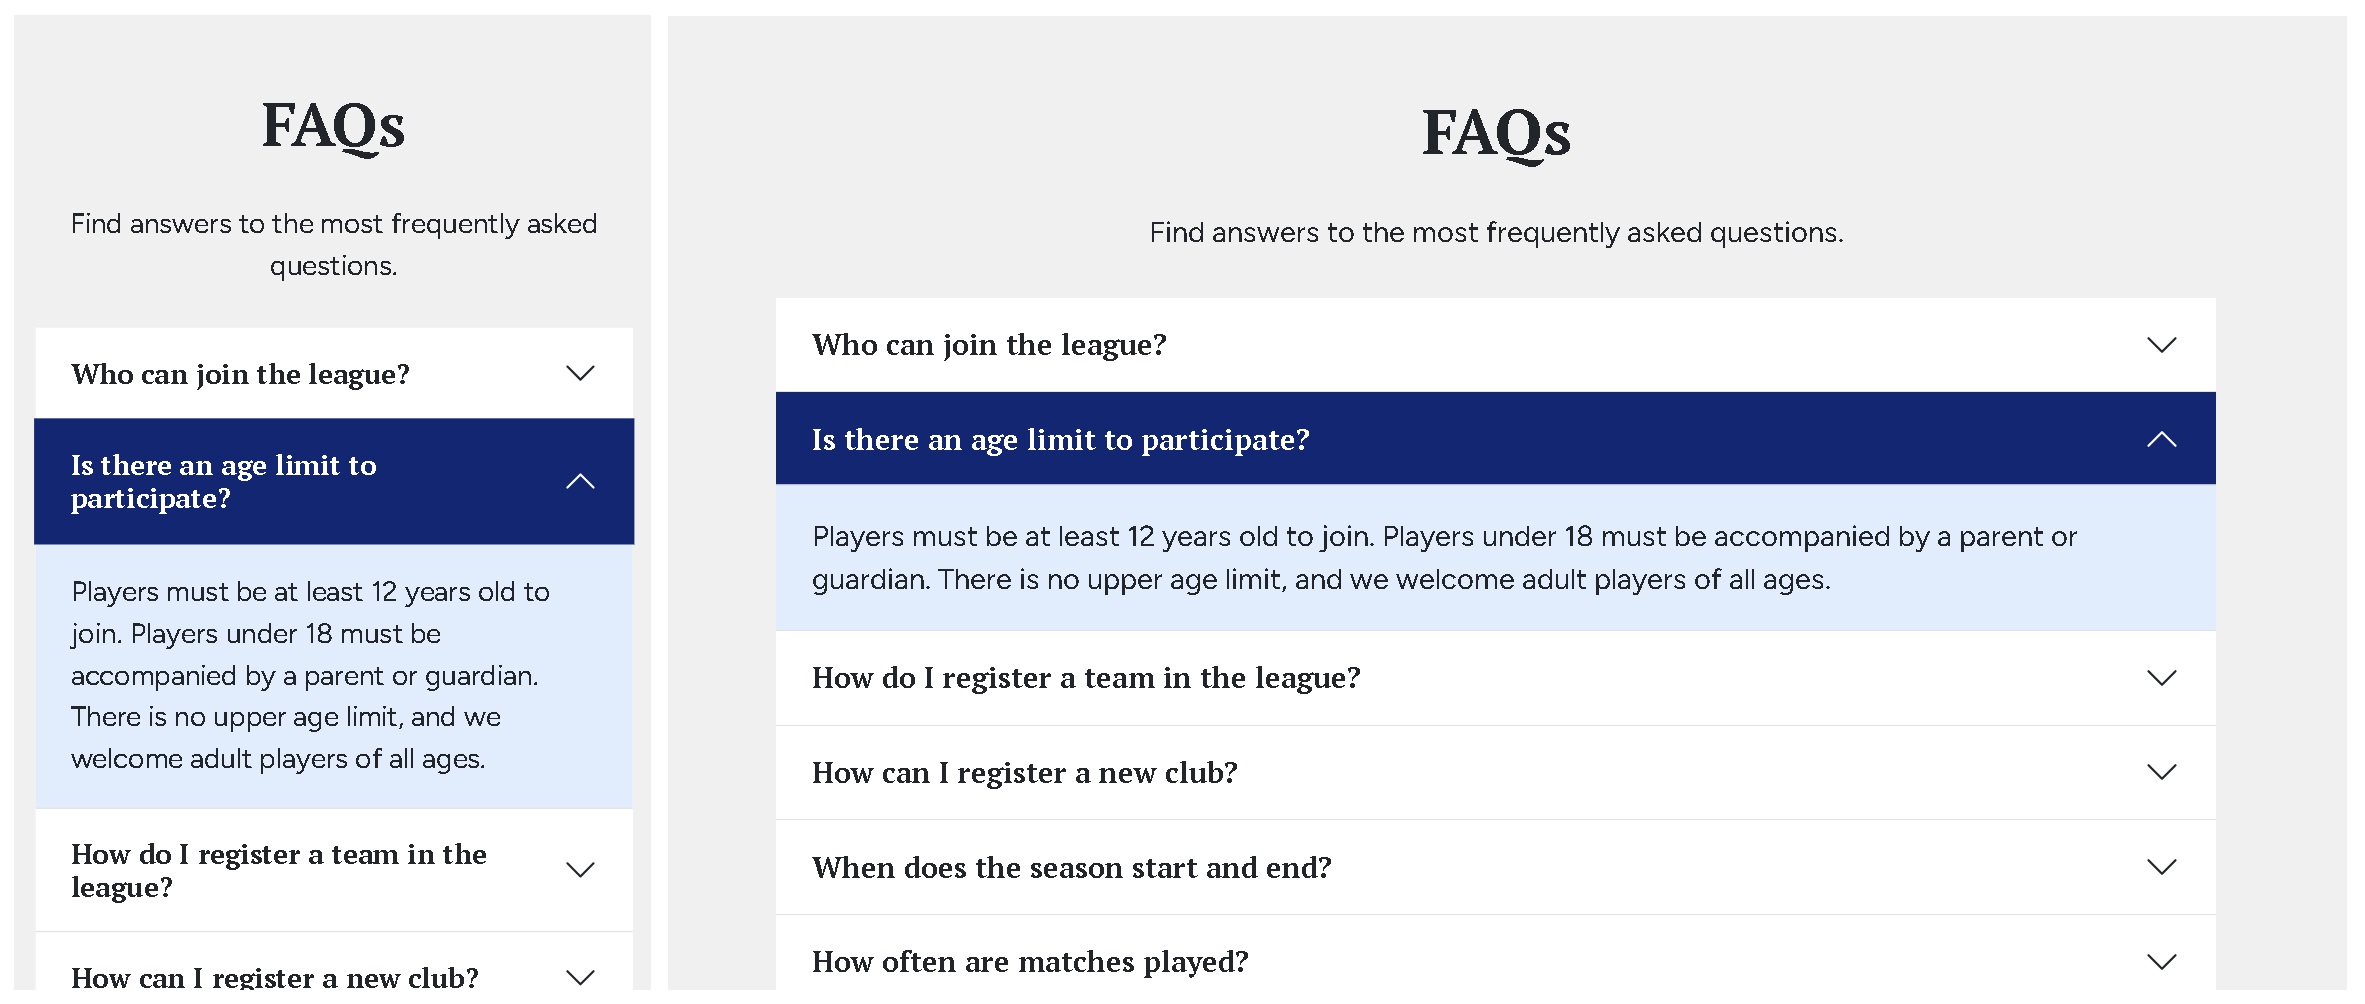 FAQs
Find answers to the most frequently asked
questions.
Who can join the league?
Is there an age limit to
participate?
Players must be at least 12 years old to
join. Players under 18 must be
accompanied by a parent or guardian.
There is no upper age limit, and we
welcome adult players of all ages.
How do I register a team in the
league?
How can I register a new club?
FAQs
Find answers to the most frequently asked questions.
Who can join the league?
Is there an age limit to participate?
Players must be at least 12 years old to join. Players under 18 must be accompanied by a parent or
guardian. There is no upper age limit, and we welcome adult players of all ages.
How do I register a team in the league?
How can I register a new club?
When does the season start and end?
How often are matches played?